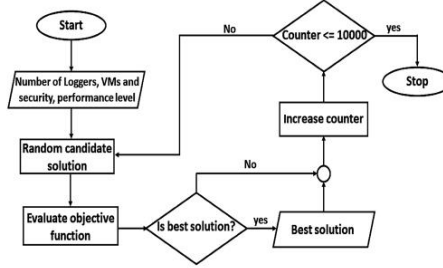 Start
No
Counter <= 10000
yes
Stop
Number of Loggers, VMs and
security, performance level
Increase counter
Random candidate
solution
No
Evaluate objective
function
Is best solution?
yes
Best solution